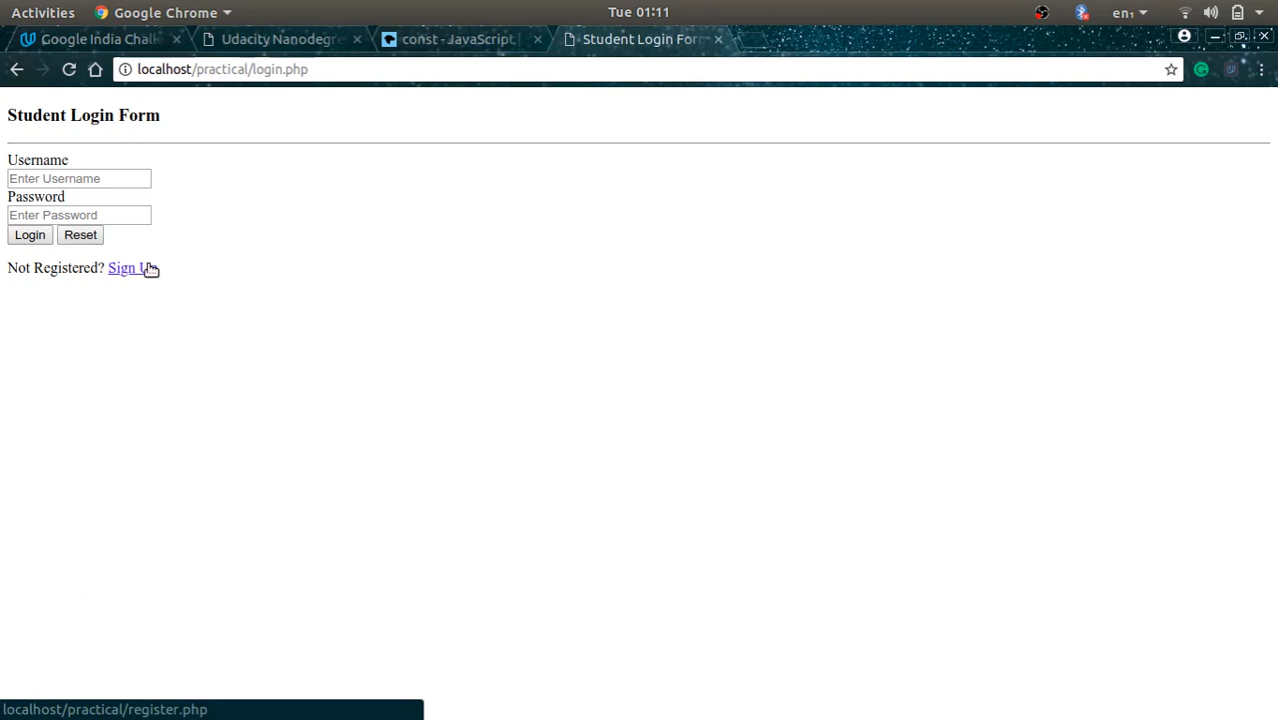 Activities Google Chrome Tue 01:11 en₁
Google India Chall Udacity Nanodegre const - JavaScript Student Login For
localhost/practical/login.php
Student Login Form
Username
Enter Username
Password
Enter Password
Login Reset
Not Registered? Sign
localhost/practical/register.php